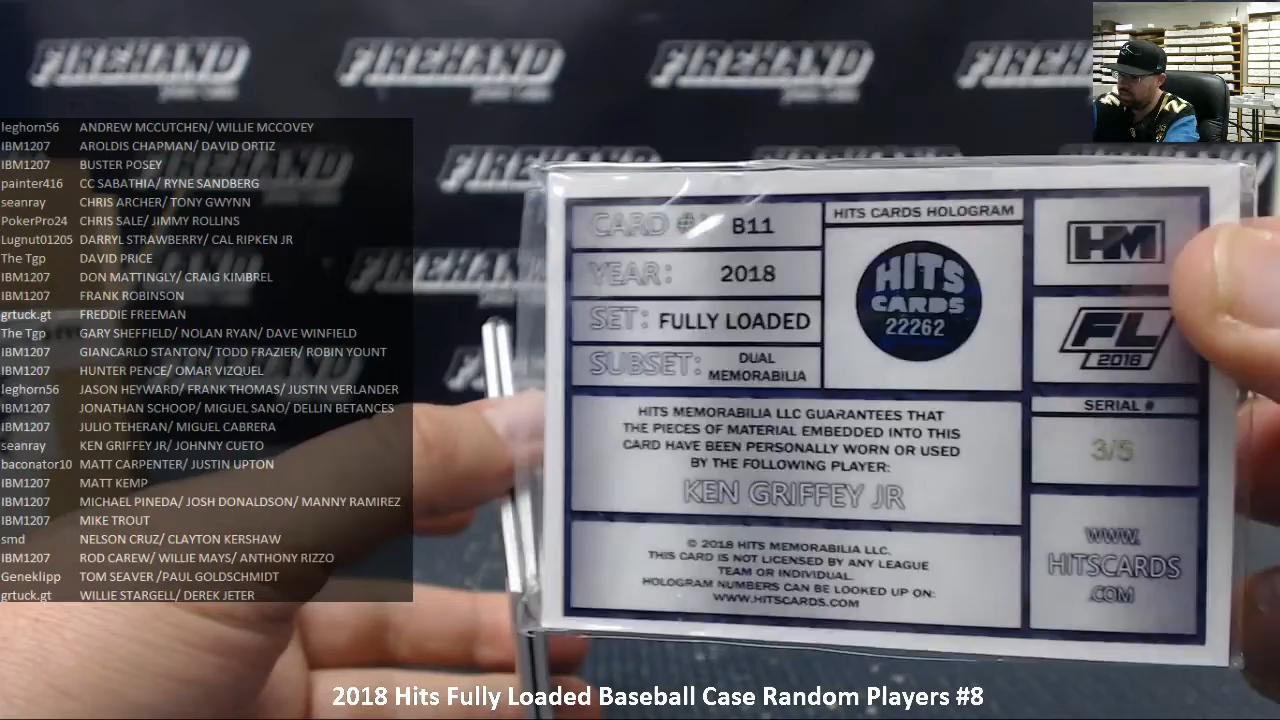 FIREHAND FIREHAND FIREHAND FIREHAND
leghorn56 ANDREW MCCUTCHEN/ WILLIE MCCOVEY
IBM1207 AROLDIS CHAPMAN/ DAVID ORTIZ
IBM1207 BUSTER POSEY
painter416 CC SABATHIA/ RYNE SANDBERG
seanray CHRIS ARCHER/ TONY GWYNN
PokerPro24 CHRIS SALE/ JIMMY ROLLINS
Lugnut01205 DARRYL STRAWBERRY/ CAL RIPKEN JR
The Tgp DAVID PRICE
IBM1207 DON MATTINGLY/ CRAIG KIMBREL
IBM1207 FRANK ROBINSON
grtuck.gt FREDDIE FREEMAN
The Tgp GARY SHEFFIELD/ NOLAN RYAN/ DAVE WINFIELD
IBM1207 GIANCARLO STANTON/ TODD FRAZIER/ ROBIN YOUNT
IBM1207 HUNTER PENCE/ OMAR VIZQUEL
leghorn56 JASON HEYWARD/ FRANK THOMAS/ JUSTIN VERLANDER
IBM1207 JONATHAN SCHOOP/ MIGUEL SANO/ DELLIN BETANCES
IBM1207 JULIO TEHERAN/ MIGUEL CABRERA
seanray KEN GRIFFEY JR/ JOHNNY CUETO
baconator10 MATT CARPENTER/ JUSTIN UPTON
IBM1207 MATT KEMP
IBM1207 MICHAEL PINEDA/ JOSH DONALDSON/ MANNY RAMIREZ
IBM1207 MIKE TROUT
smd NELSON CRUZ/ CLAYTON KERSHAW
IBM1207 ROD CAREW/ WILLIE MAYS/ ANTHONY RIZZO
Geneklipp TOM SEAVER /PAUL GOLDSCHMIDT
grtuck.gt WILLIE STARGELL/ DEREK JETER
CARD #: B11
YEAR: 2018
SET: FULLY LOADED
SUBSET: DUAL
MEMORABILIA
HITS CARDS HOLOGRAM
HITS
CARDS
22262
HM
FL
2018
SERIAL #
3/5
HITS MEMORABILIA LLC GUARANTEES THAT
THE PIECES OF MATERIAL EMBEDDED INTO THIS
CARD HAVE BEEN PERSONALLY WORN OR USED
BY THE FOLLOWING PLAYER:
KEN GRIFFEY JR
© 2018 HITS MEMORABILIA LLC.
THIS CARD IS NOT LICENSED BY ANY LEAGUE
TEAM OR INDIVIDUAL.
HOLOGRAM NUMBERS CAN BE LOOKED UP ON:
WWW.HITSCARDS.COM
WWW.
HITSCARDS
.COM
2018 Hits Fully Loaded Baseball Case Random Players #8